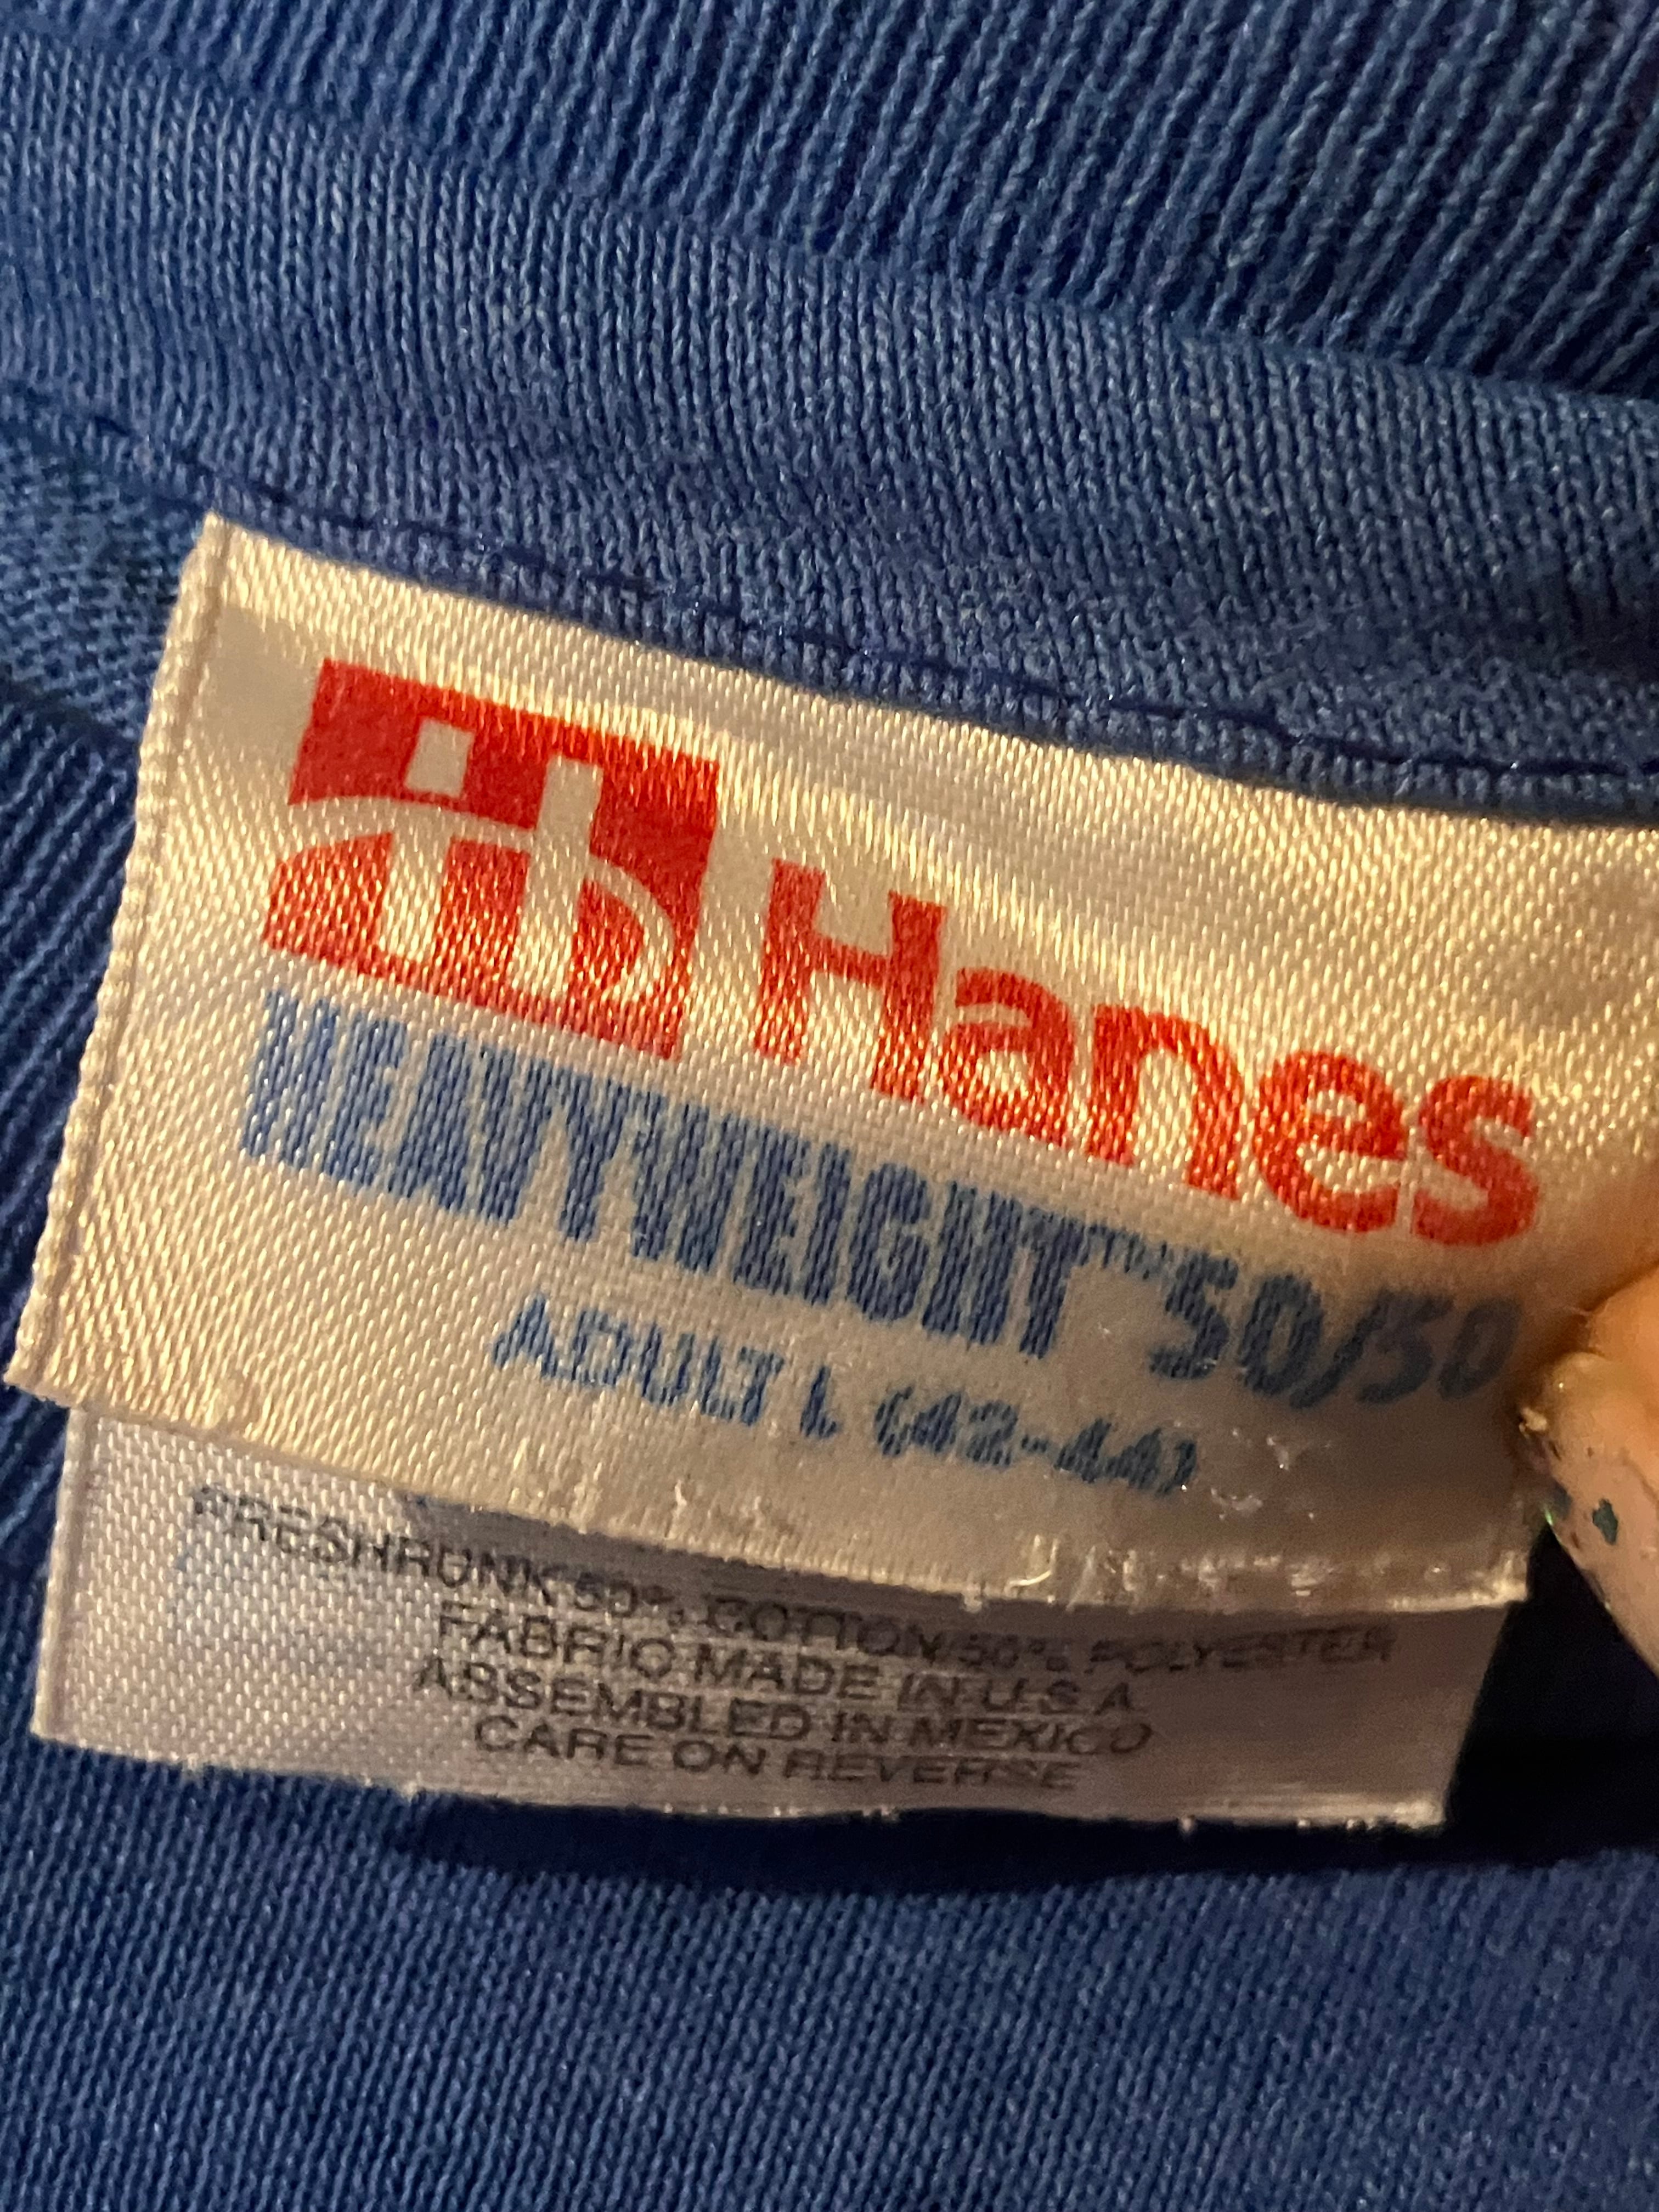 Hanes
HEAVYWEIGHT™ 50/50
ADULT L (42-44)
PRESHRUNK 50% COTTON 50% POLYESTER
FABRIC MADE IN U S A
ASSEMBLED IN MEXICO
CARE ON REVERSE